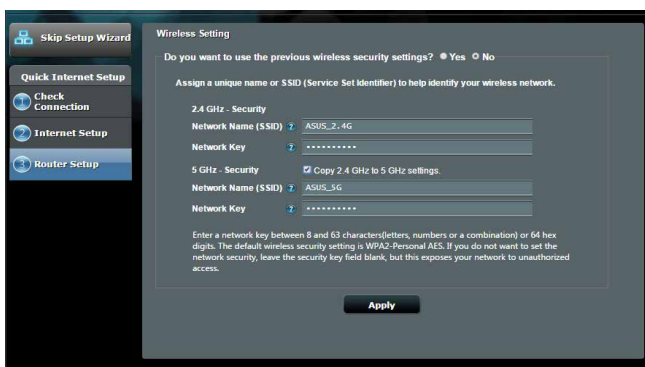 Skip Setup Wizard
Quick Internet Setup
1 Check
Connection
2 Internet Setup
3 Router Setup
Wireless Setting
Do you want to use the previous wireless security settings? Yes No
Assign a unique name or SSID (Service Set Identifier) to help identify your wireless network.
2.4 GHz - Security
Network Name (SSID) ? ASUS_2.4G
Network Key ? ••••••••••
5 GHz - Security Copy 2.4 GHz to 5 GHz settings.
Network Name (SSID) ? ASUS_5G
Network Key ? ••••••••••
Enter a network key between 8 and 63 characters(letters, numbers or a combination) or 64 hex
digits. The default wireless security setting is WPA2-Personal AES. If you do not want to set the
network security, leave the security key field blank, but this exposes your network to unauthorized
access.
Apply